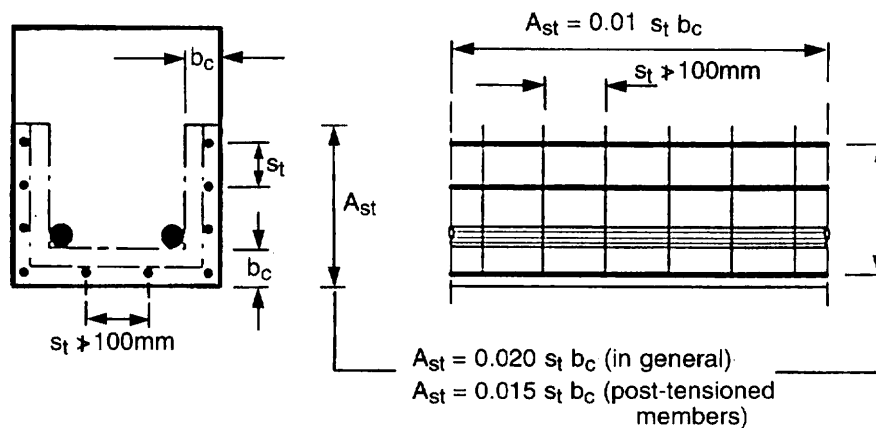 A_st = 0.01 s_t b_c
b_c
s_t ≯ 100mm
s_t
A_st
b_c
s_t ≯ 100mm
A_st = 0.020 s_t b_c (in general)
A_st = 0.015 s_t b_c (post-tensioned
members)